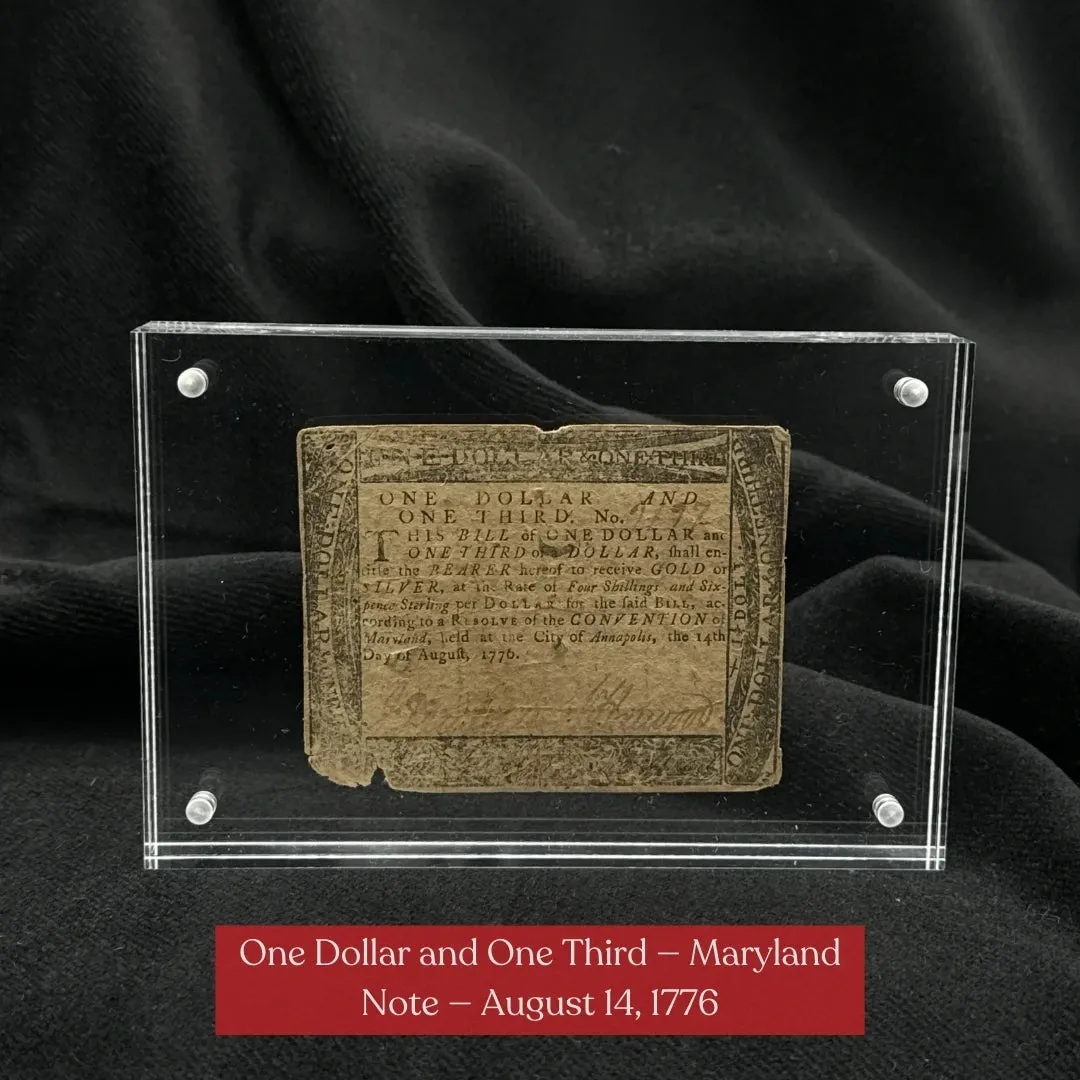 ONE-DOLLAR & ONE-THIRD
ONE DOLLAR AND
ONE THIRD. No.
THIS BILL of ONE DOLLAR and
ONE THIRD of a DOLLAR, ſhall en-
title the BEARER hereof to receive GOLD or
SILVER, at the Rate of Four Shillings and Six-
pence Sterling per DOLLAR for the ſaid BILL, ac-
cording to a RESOLVE of the CONVENTION of
Maryland, held at the City of Annapolis, the 14th
Day of Auguſt, 1776.
One Dollar and One Third – Maryland
Note – August 14, 1776